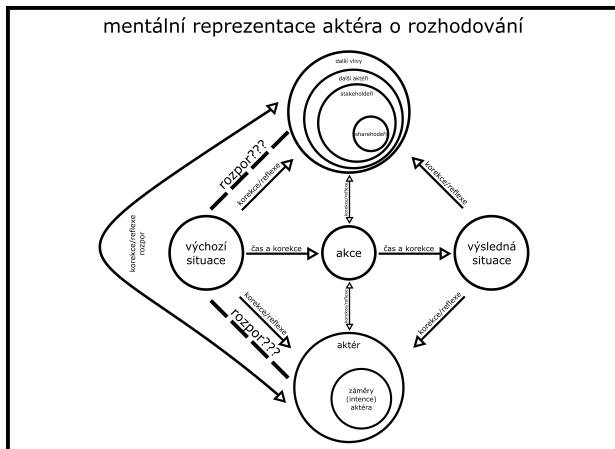 mentální reprezentace aktéra o rozhodování
další vlivy
další aktéři
stakeholdeři
sharehodeři
rozpor???
korekce/reflexe
korekce/reflexe
korekce/reflexe
korekce/reflexe
rozpor
výchozí
situace
čas a korekce
akce
čas a korekce
výsledná
situace
korekce/reflexe
rozpor???
korekce/reflexe
korekce/reflexe
aktér
záměry
(intence)
aktéra